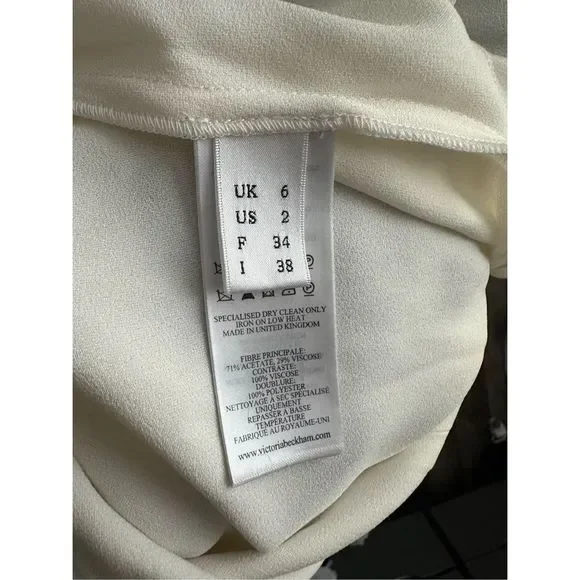 UK 6
US 2
F 34
I 38
SPECIALISED DRY CLEAN ONLY
IRON ON LOW HEAT
MADE IN UNITED KINGDOM
FIBRE PRINCIPALE:
71% ACETATE, 29% VISCOSE
CONTRASTE:
100% VISCOSE
DOUBLURE:
100% POLYESTER
NETTOYAGE A SEC SPÉCIALISÉ
UNIQUEMENT
REPASSER A BASSE
TEMPÉRATURE
FABRIQUE AU ROYAUME-UNI
www.victoriabeckham.com